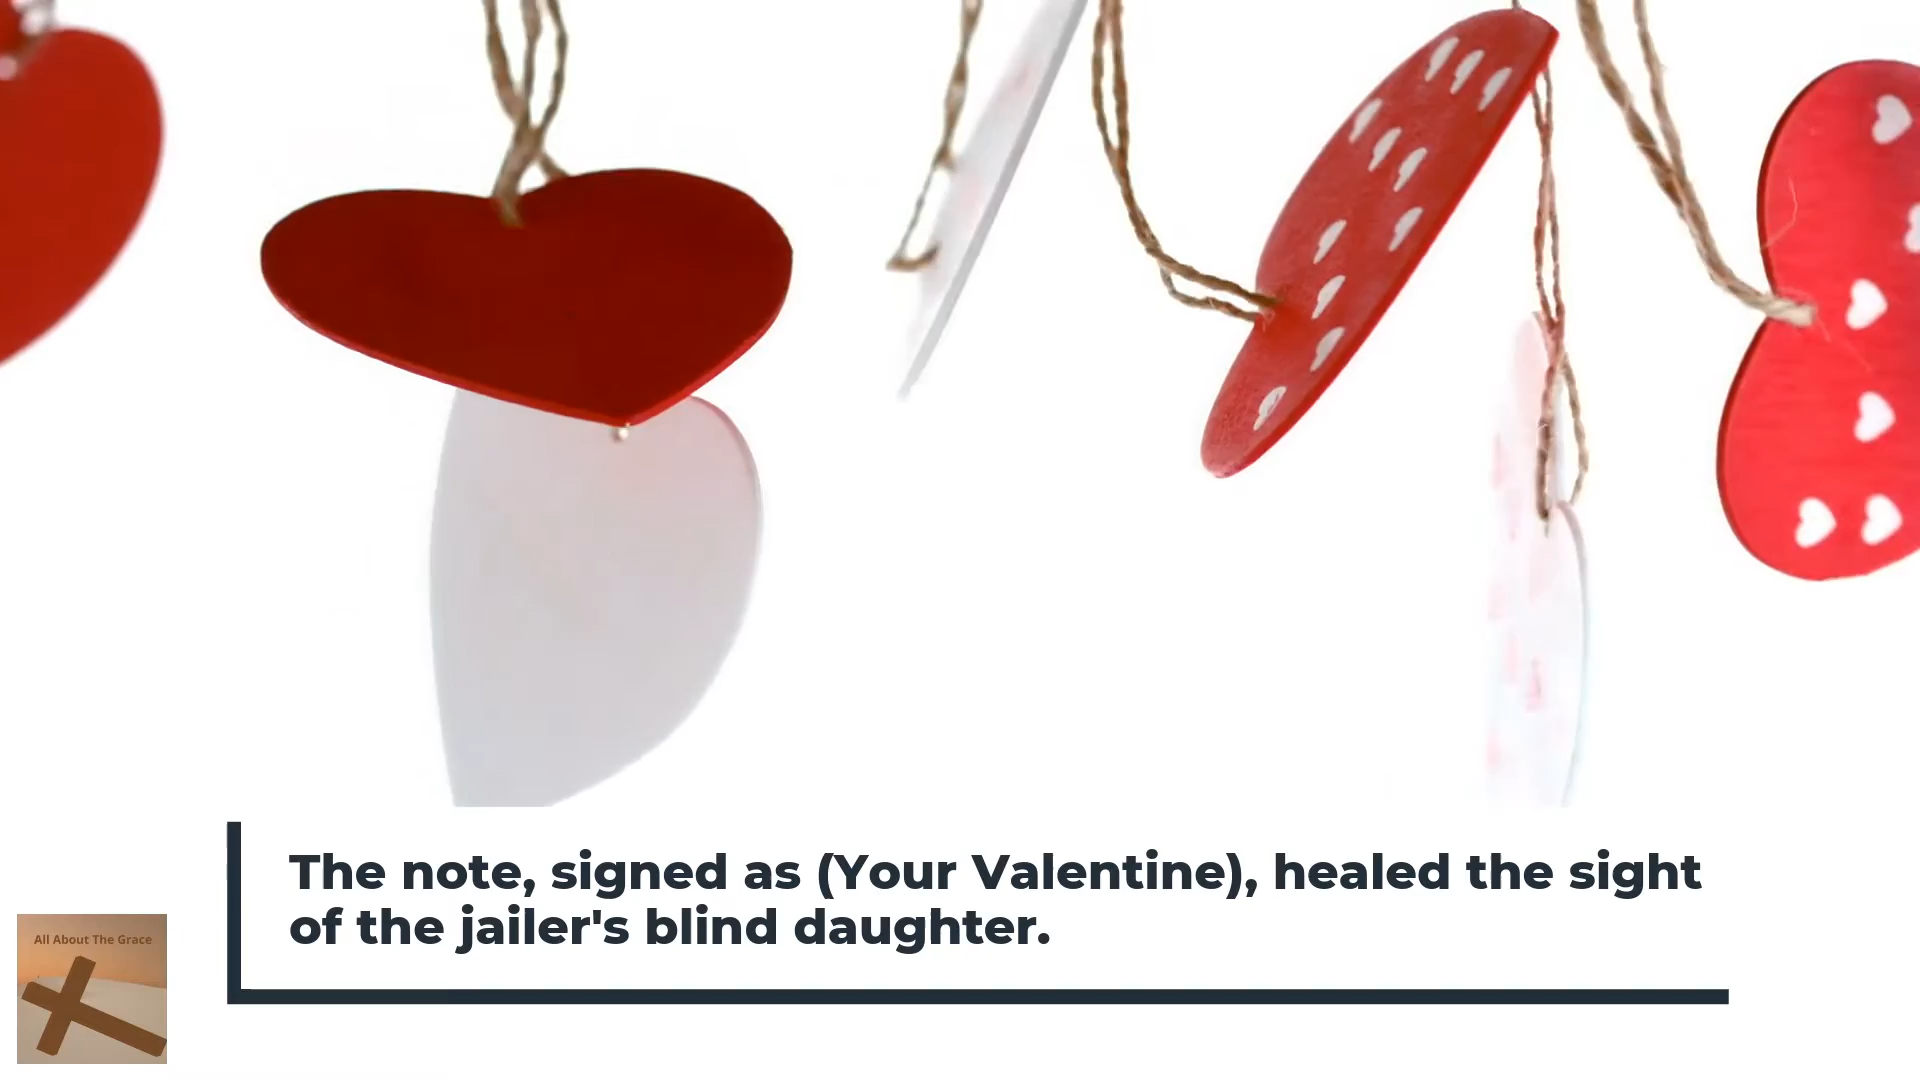 The note, signed as (Your Valentine), healed the sight
of the jailer's blind daughter.
All About The Grace